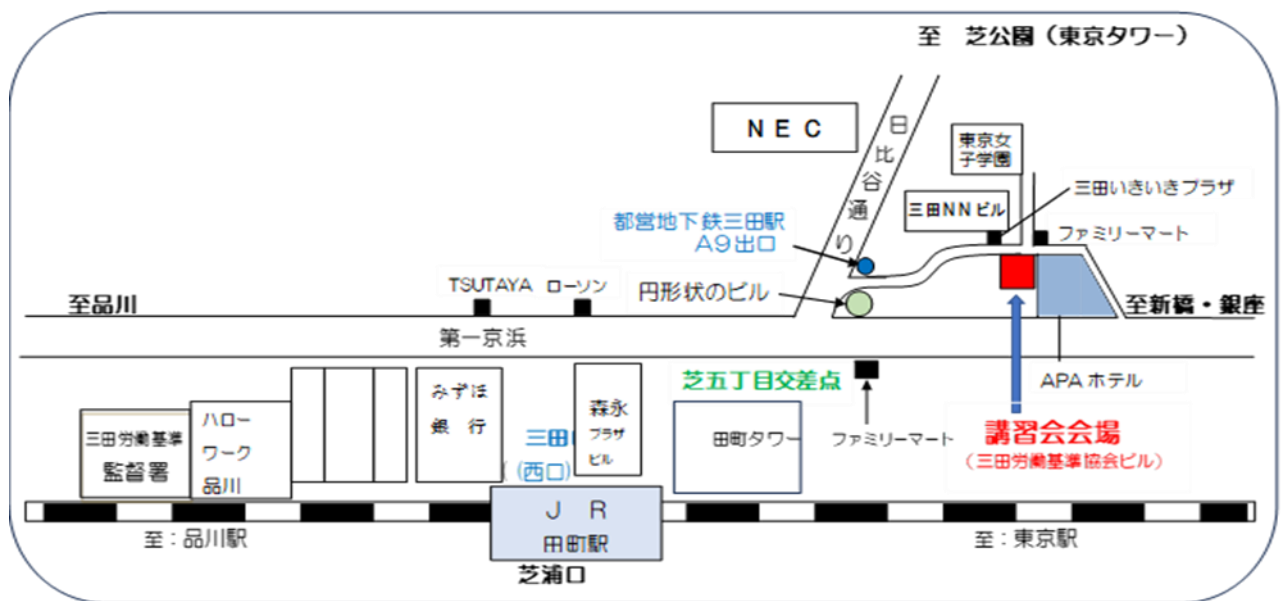 至 芝公園（東京タワー）
NEC
日比谷通り
東京女
子学園
三田いきいきプラザ
三田NNビル
ファミリーマート
都営地下鉄三田駅
A9出口
TSUTAYA ローソン
円形状のビル
至品川
至新橋・銀座
第一京浜
芝五丁目交差点
APAホテル
みずほ
銀 行
森永
プラザ
ビル
三田労働基準
監督署
ハロー
ワーク
品川
三田
(西口)
田町タワー
ファミリーマート
講習会会場
（三田労働基準協会ビル）
JR
田町駅
至：品川駅
至：東京駅
芝浦口